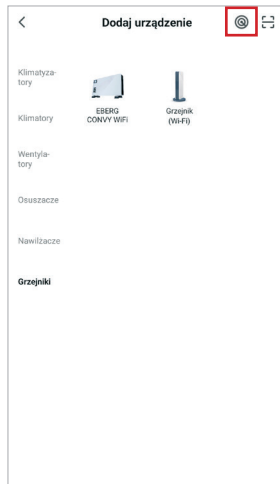 Dodaj urządzenie
Klimatyza-
tory
Klimatory
Wentyla-
tory
Osuszacze
Nawilżacze
Grzejniki
EBERG
CONVY WiFi
Grzejnik
(Wi-Fi)